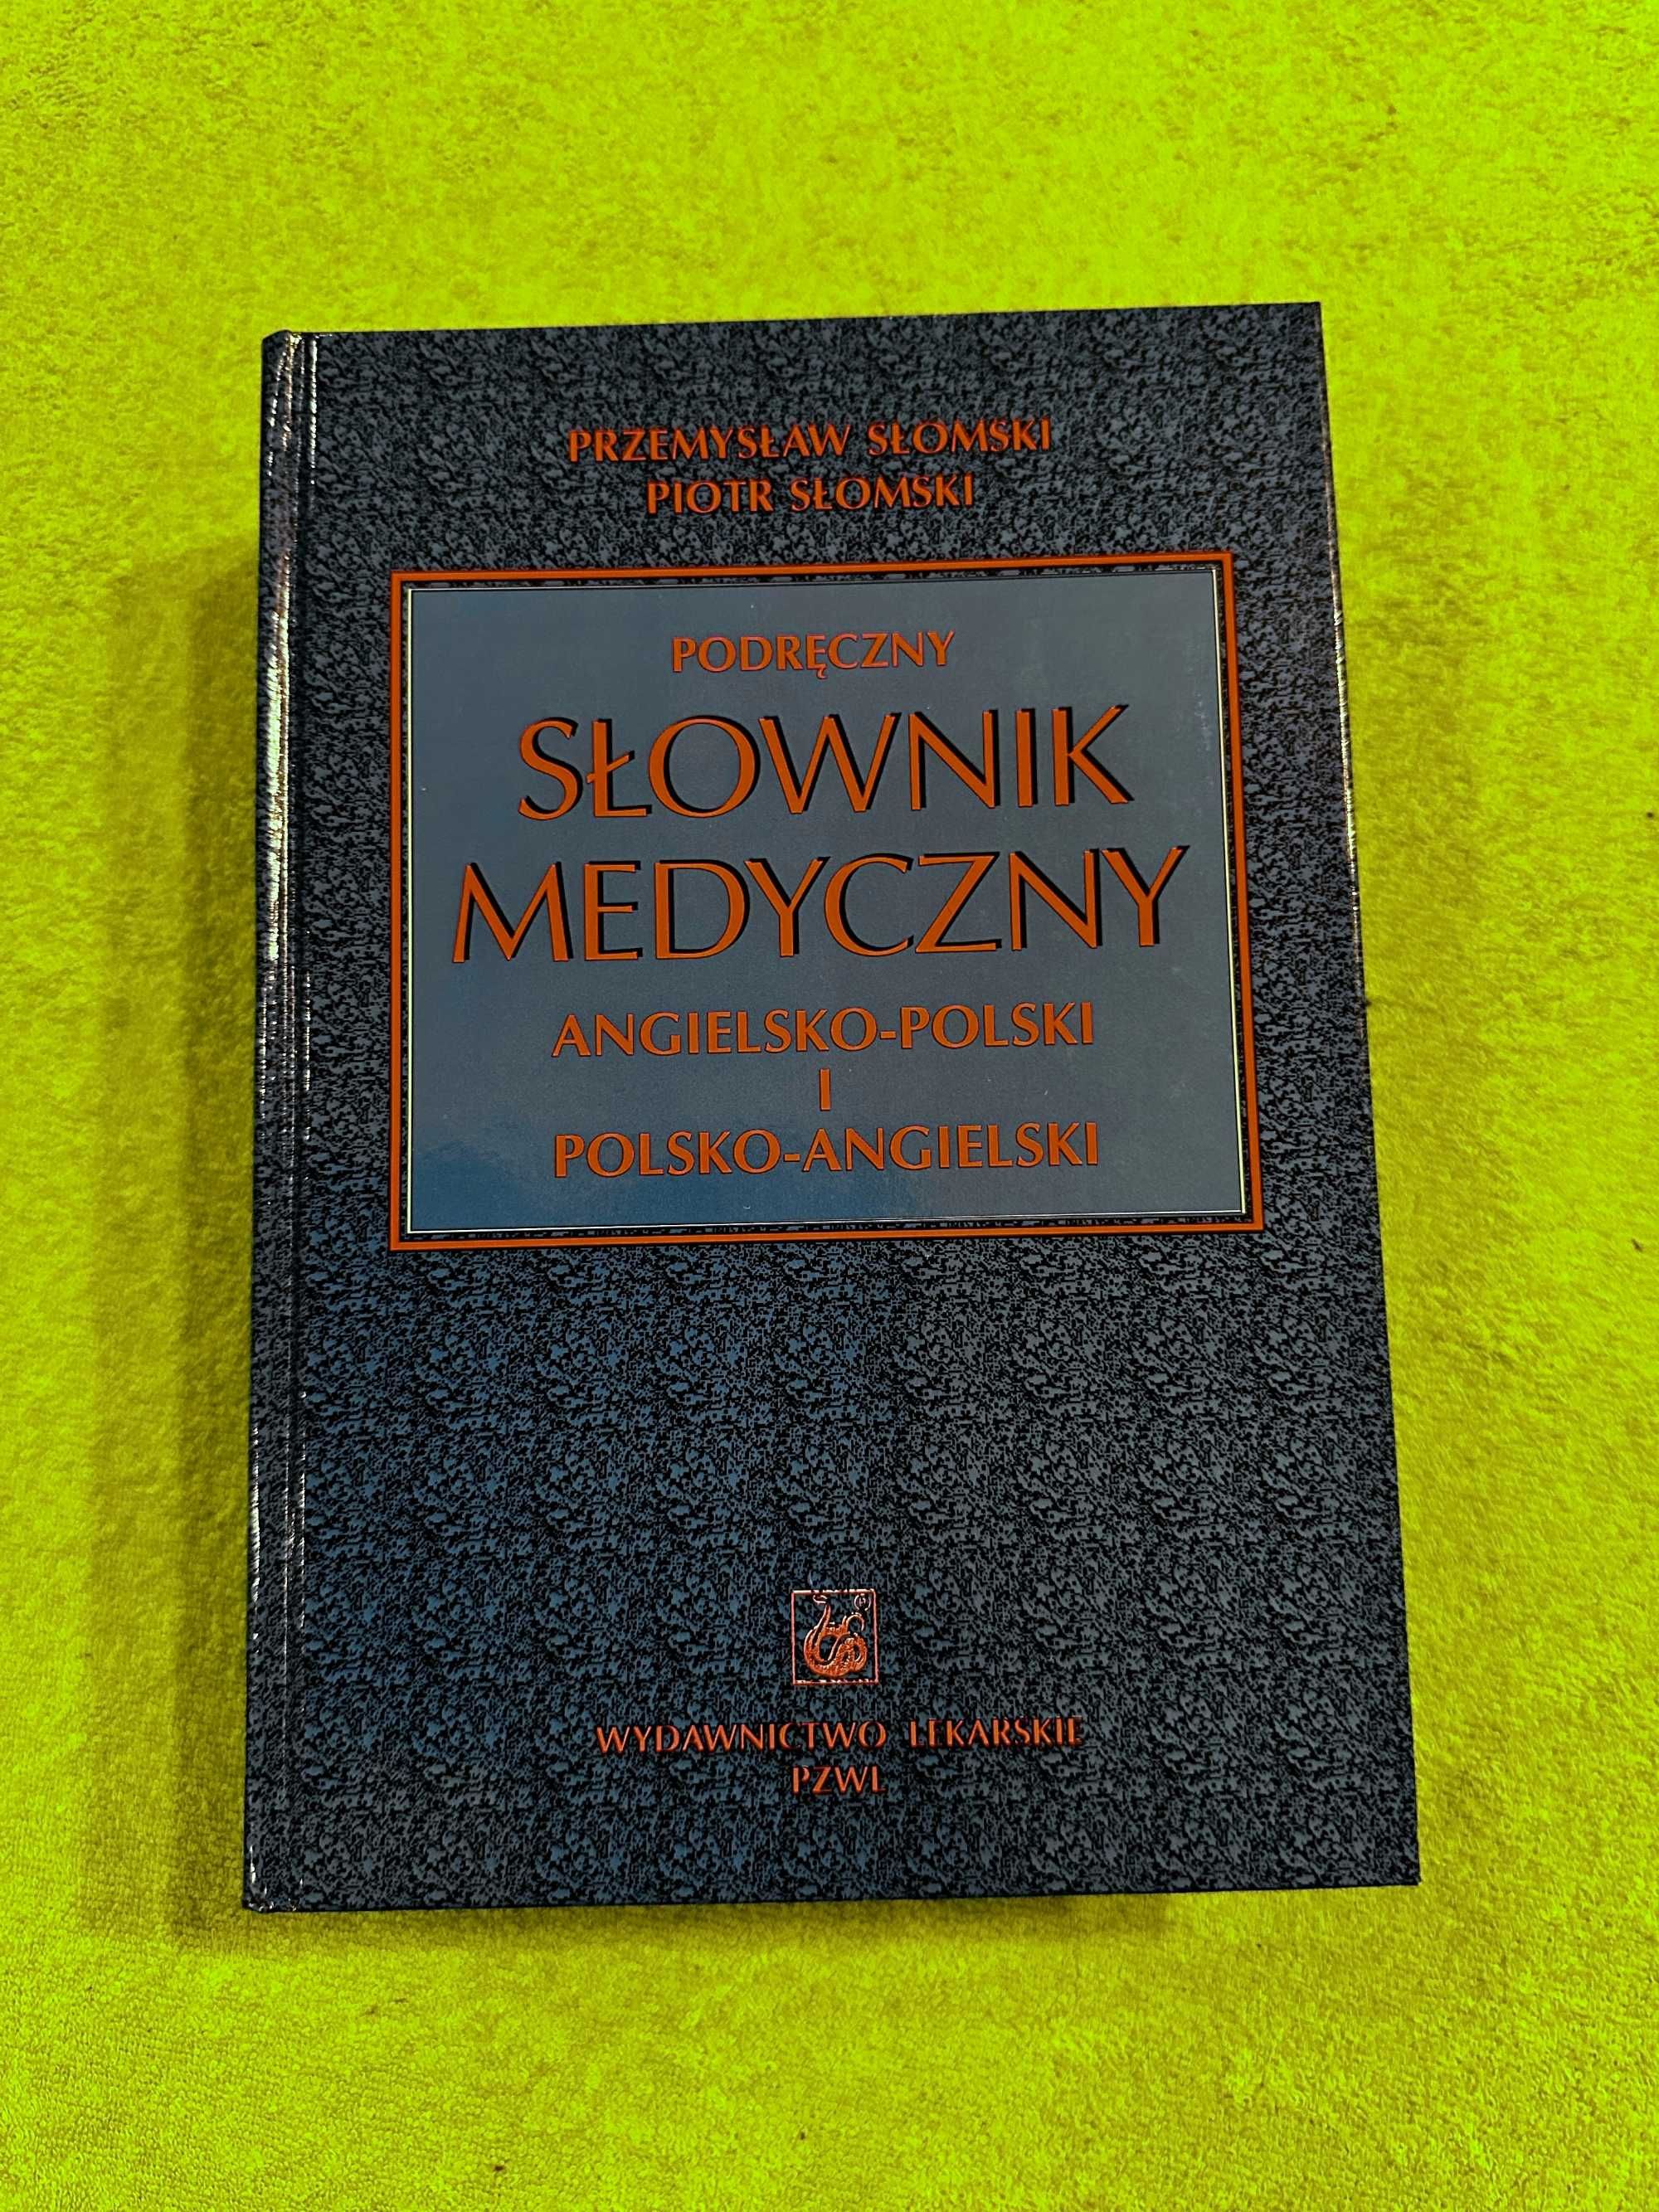 PRZEMYSŁAW SŁOMSKI
PIOTR SŁOMSKI
PODRĘCZNY
SŁOWNIK
MEDYCZNY
ANGIELSKO-POLSKI
I
POLSKO-ANGIELSKI
®
WYDAWNICTWO LEKARSKIE
PZWL